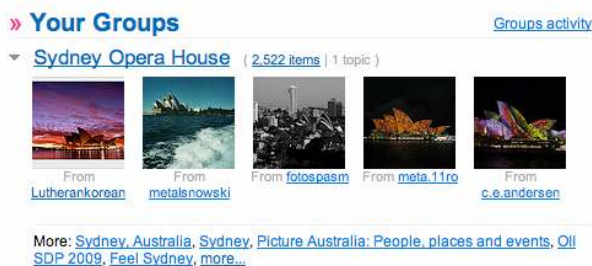 » Your Groups
Groups activity
Sydney Opera House ( 2,522 items | 1 topic )
From Lutherankorean
From metalsnowski
From fotospasm
From meta.11ro
From c.e.andersen
More: Sydney, Australia, Sydney, Picture Australia: People, places and events, Oll
SDP 2009, Feel Sydney, more...